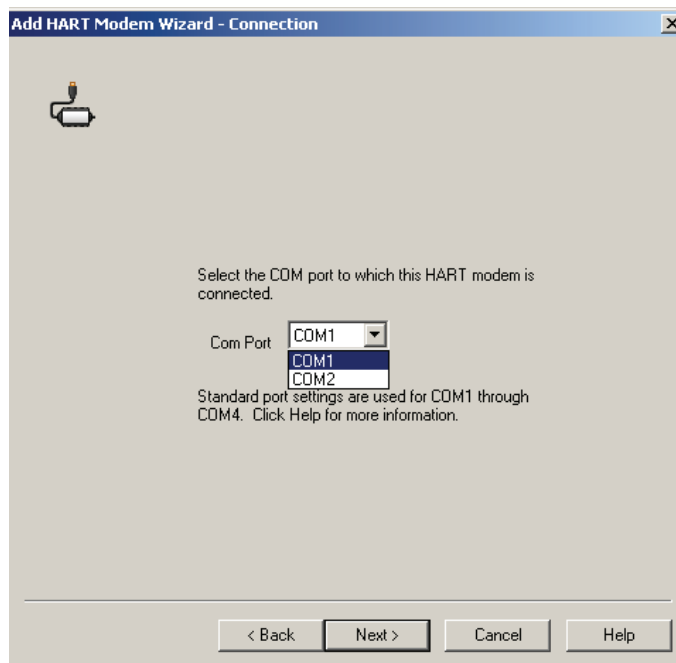 Add HART Modem Wizard - Connection
Select the COM port to which this HART modem is
connected.
Com Port COM1
COM1
COM2
Standard port settings are used for COM1 through
COM4. Click Help for more information.
< Back Next > Cancel Help